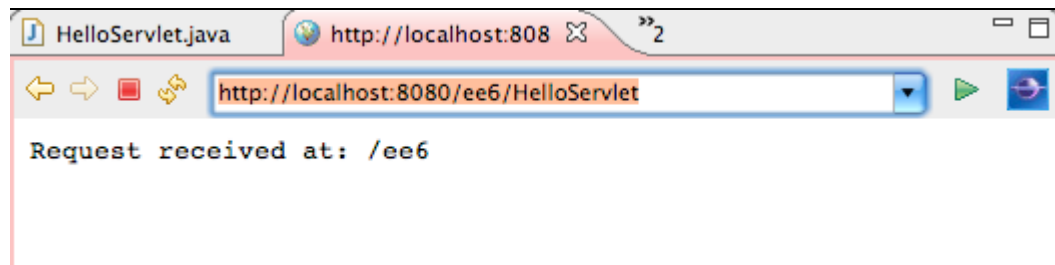 HelloServlet.java http://localhost:808 »2
http://localhost:8080/ee6/HelloServlet
Request received at: /ee6